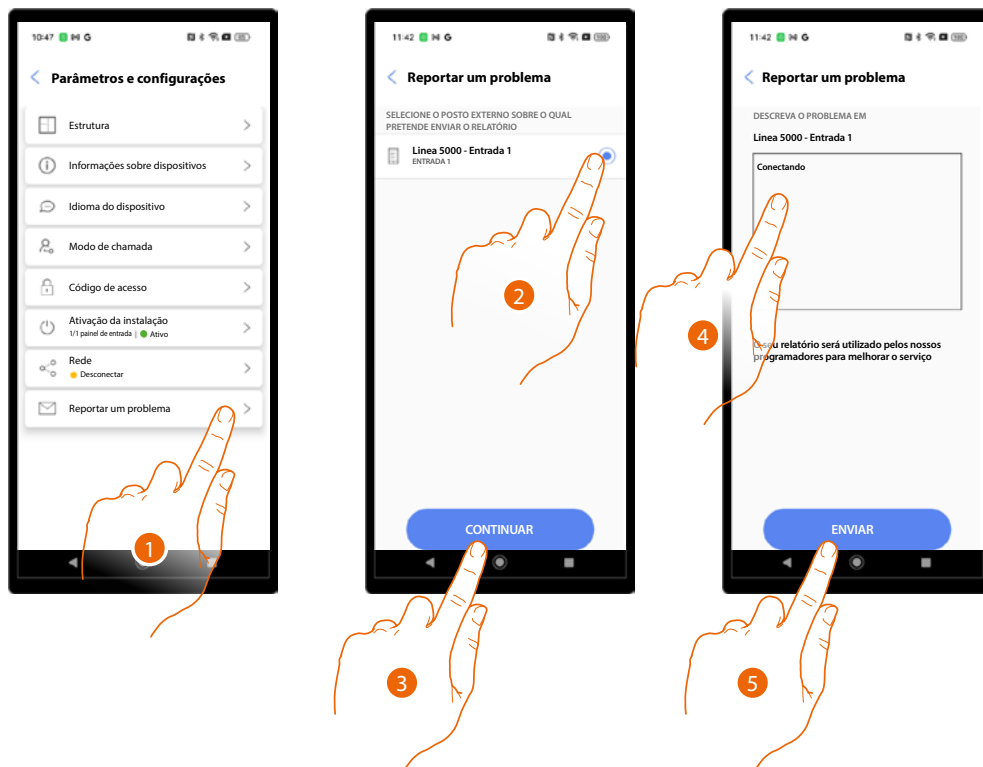 10:47
Parâmetros e configurações
Estrutura
Informações sobre dispositivos
Idioma do dispositivo
Modo de chamada
Código de acesso
Ativação da instalação
1/1 painel de entrada | Ativo
Rede
Desconectar
Reportar um problema
1
11:42
Reportar um problema
SELECIONE O POSTO EXTERNO SOBRE O QUAL
PRETENDE ENVIAR O RELATÓRIO
Linea 5000 - Entrada 1
ENTRADA 1
2
CONTINUAR
3
11:42
Reportar um problema
DESCREVA O PROBLEMA EM
Linea 5000 - Entrada 1
Conectando
4
O seu relatório será utilizado pelos nossos
programadores para melhorar o serviço
ENVIAR
5